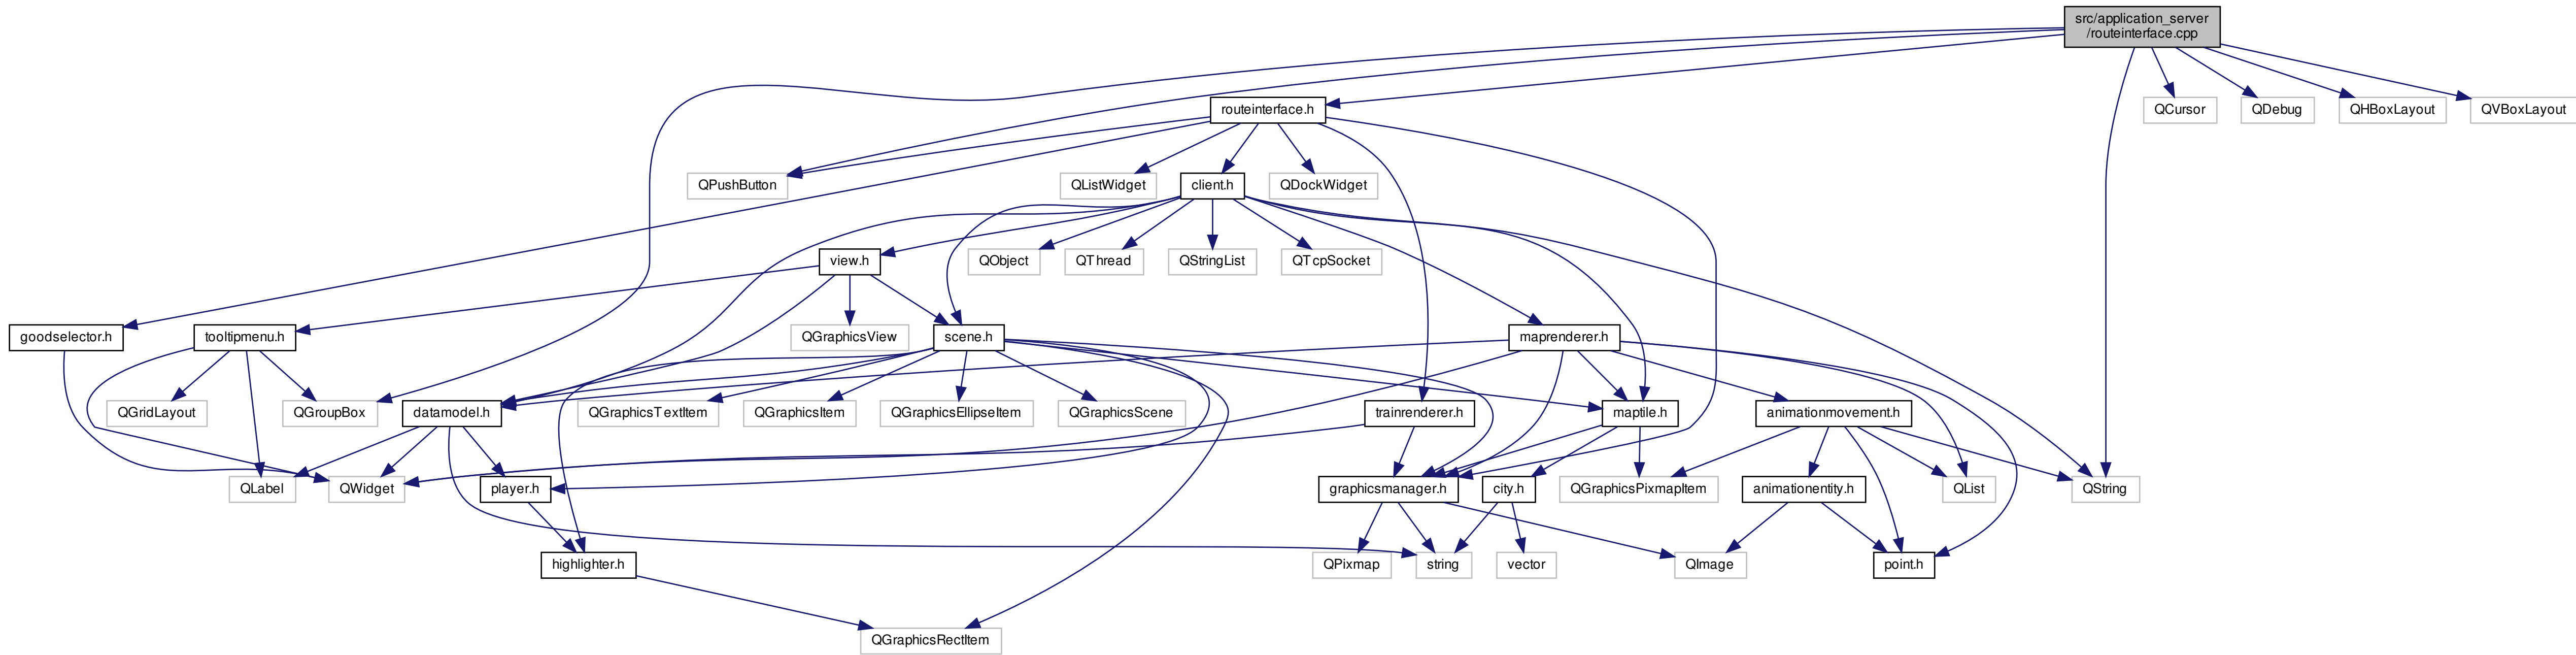 src/application_server
/routeinterface.cpp
routeinterface.h
QCursor
QDebug
QHBoxLayout
QVBoxLayout
QPushButton
QListWidget
client.h
QDockWidget
view.h
QObject
QThread
QStringList
QTcpSocket
goodselector.h
tooltipmenu.h
QGraphicsView
scene.h
maprenderer.h
QGridLayout
QGroupBox
datamodel.h
QGraphicsTextItem
QGraphicsItem
QGraphicsEllipseItem
QGraphicsScene
trainrenderer.h
maptile.h
animationmovement.h
QLabel
QWidget
player.h
graphicsmanager.h
city.h
QGraphicsPixmapItem
animationentity.h
QList
QString
highlighter.h
QPixmap
string
vector
QImage
point.h
QGraphicsRectItem